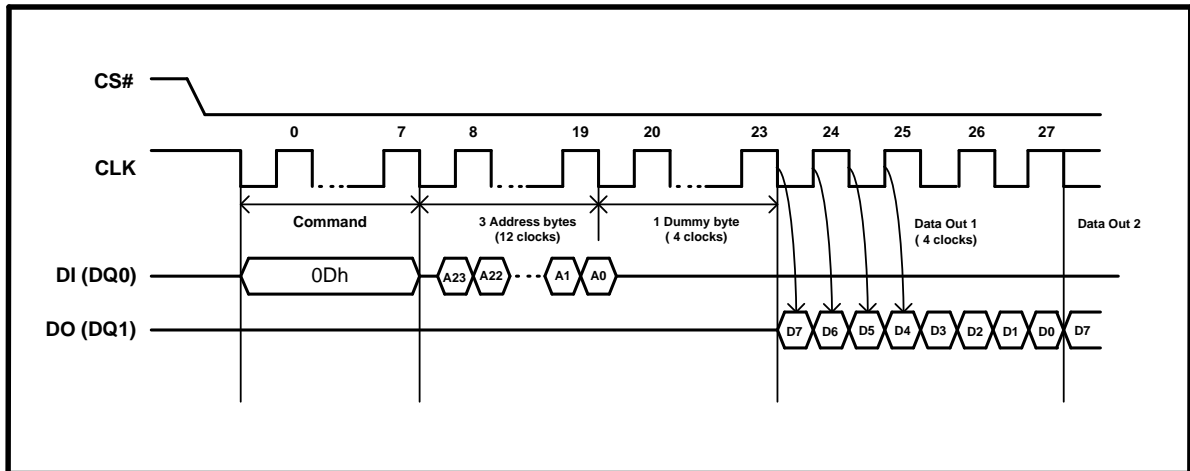 CS#
0 7 8 19 20 23 24 25 26 27
CLK
Command
3 Address bytes
(12 clocks)
1 Dummy byte
( 4 clocks)
Data Out 1
( 4 clocks)
Data Out 2
DI (DQ0)
0Dh
A23 A22 A1 A0
DO (DQ1)
D7 D6 D5 D4 D3 D2 D1 D0 D7